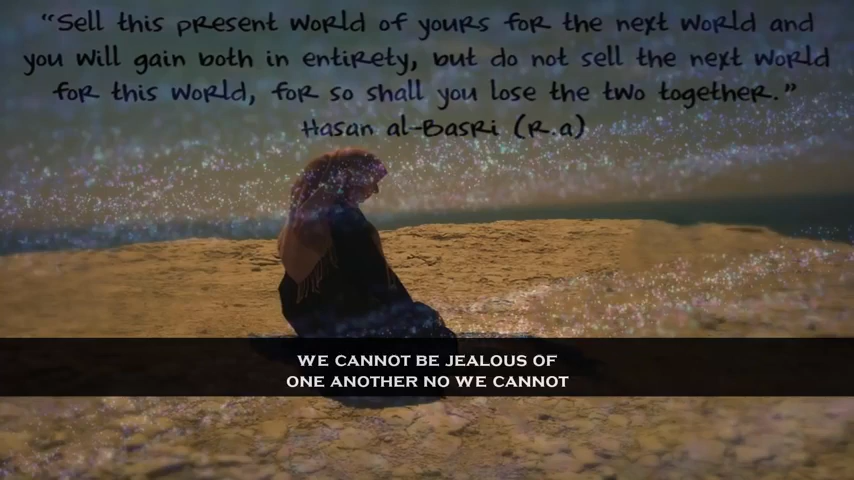 “Sell this present world of yours for the next world and
you will gain both in entirety, but do not sell the next world
for this world, for so shall you lose the two together.”
Hasan al-Basri (r.a)
WE CANNOT BE JEALOUS OF
ONE ANOTHER NO WE CANNOT